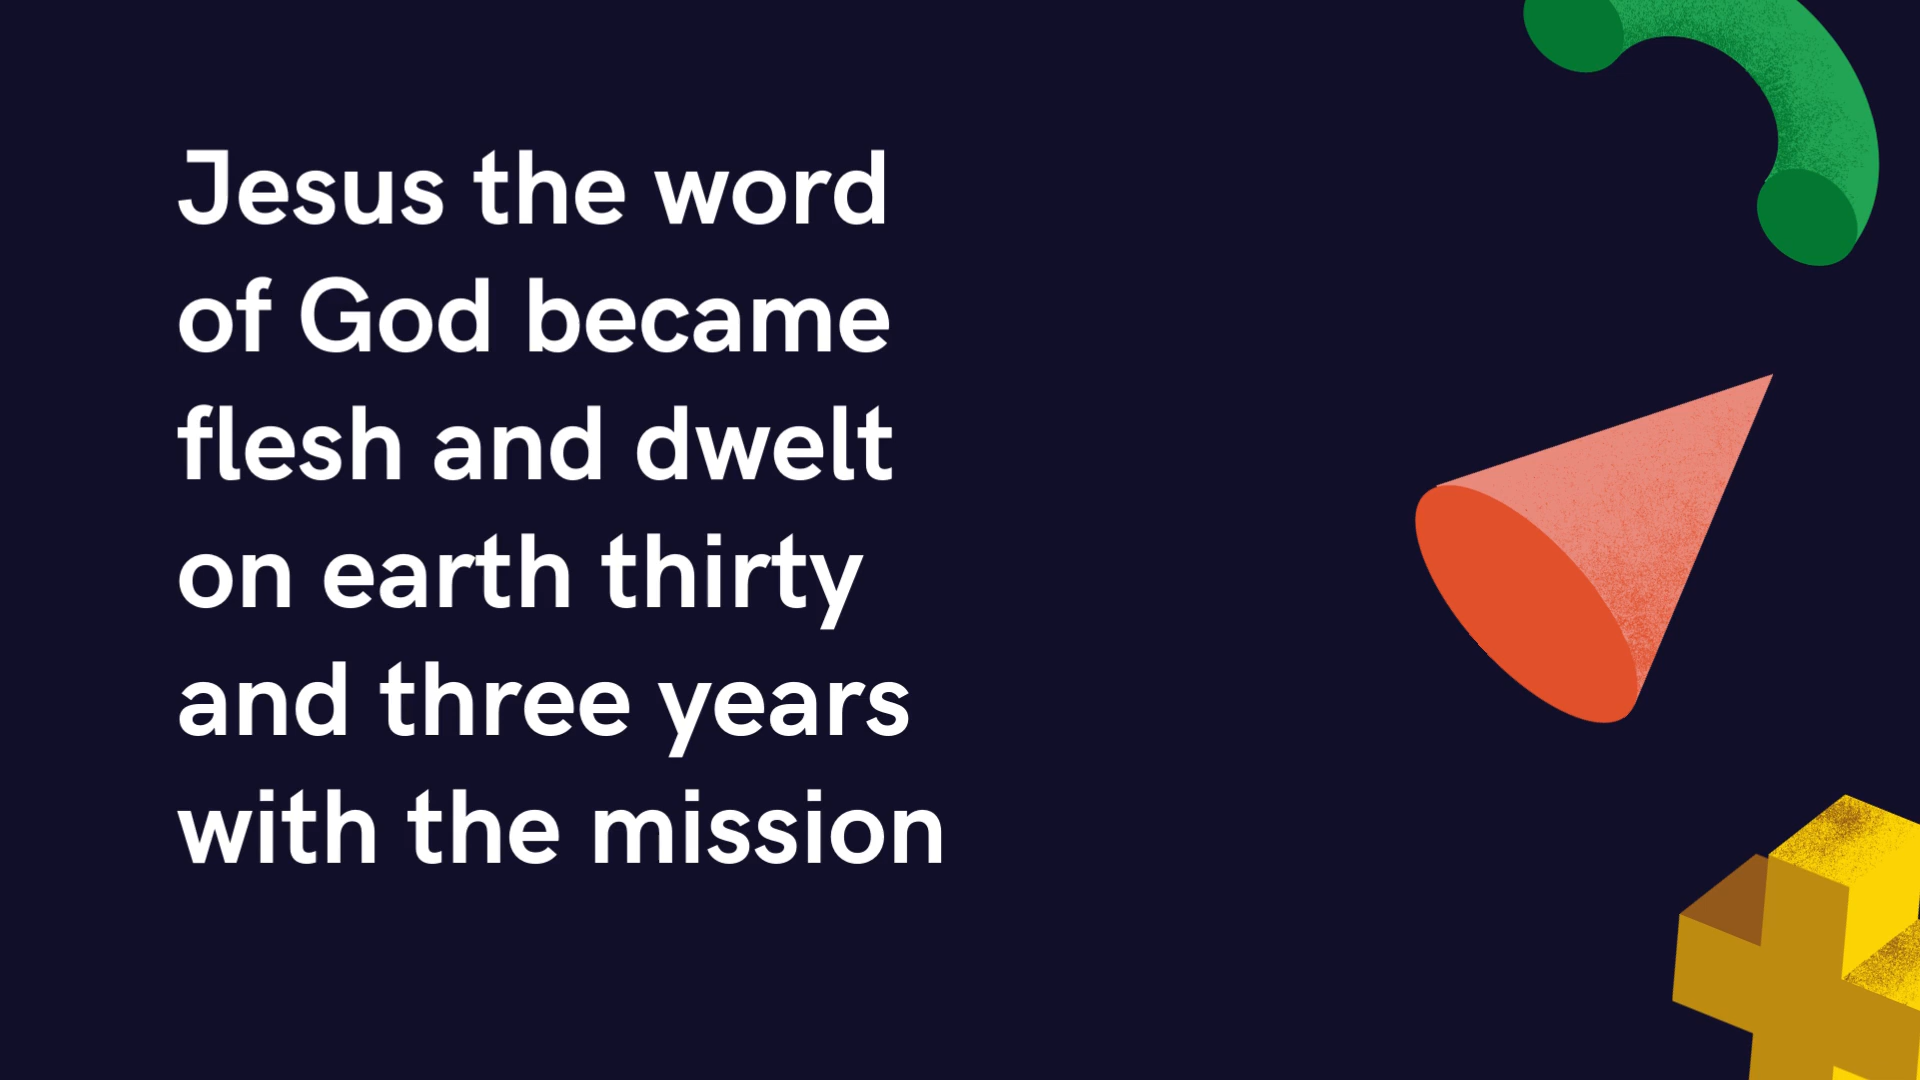 Jesus the word
of God became
flesh and dwelt
on earth thirty
and three years
with the mission